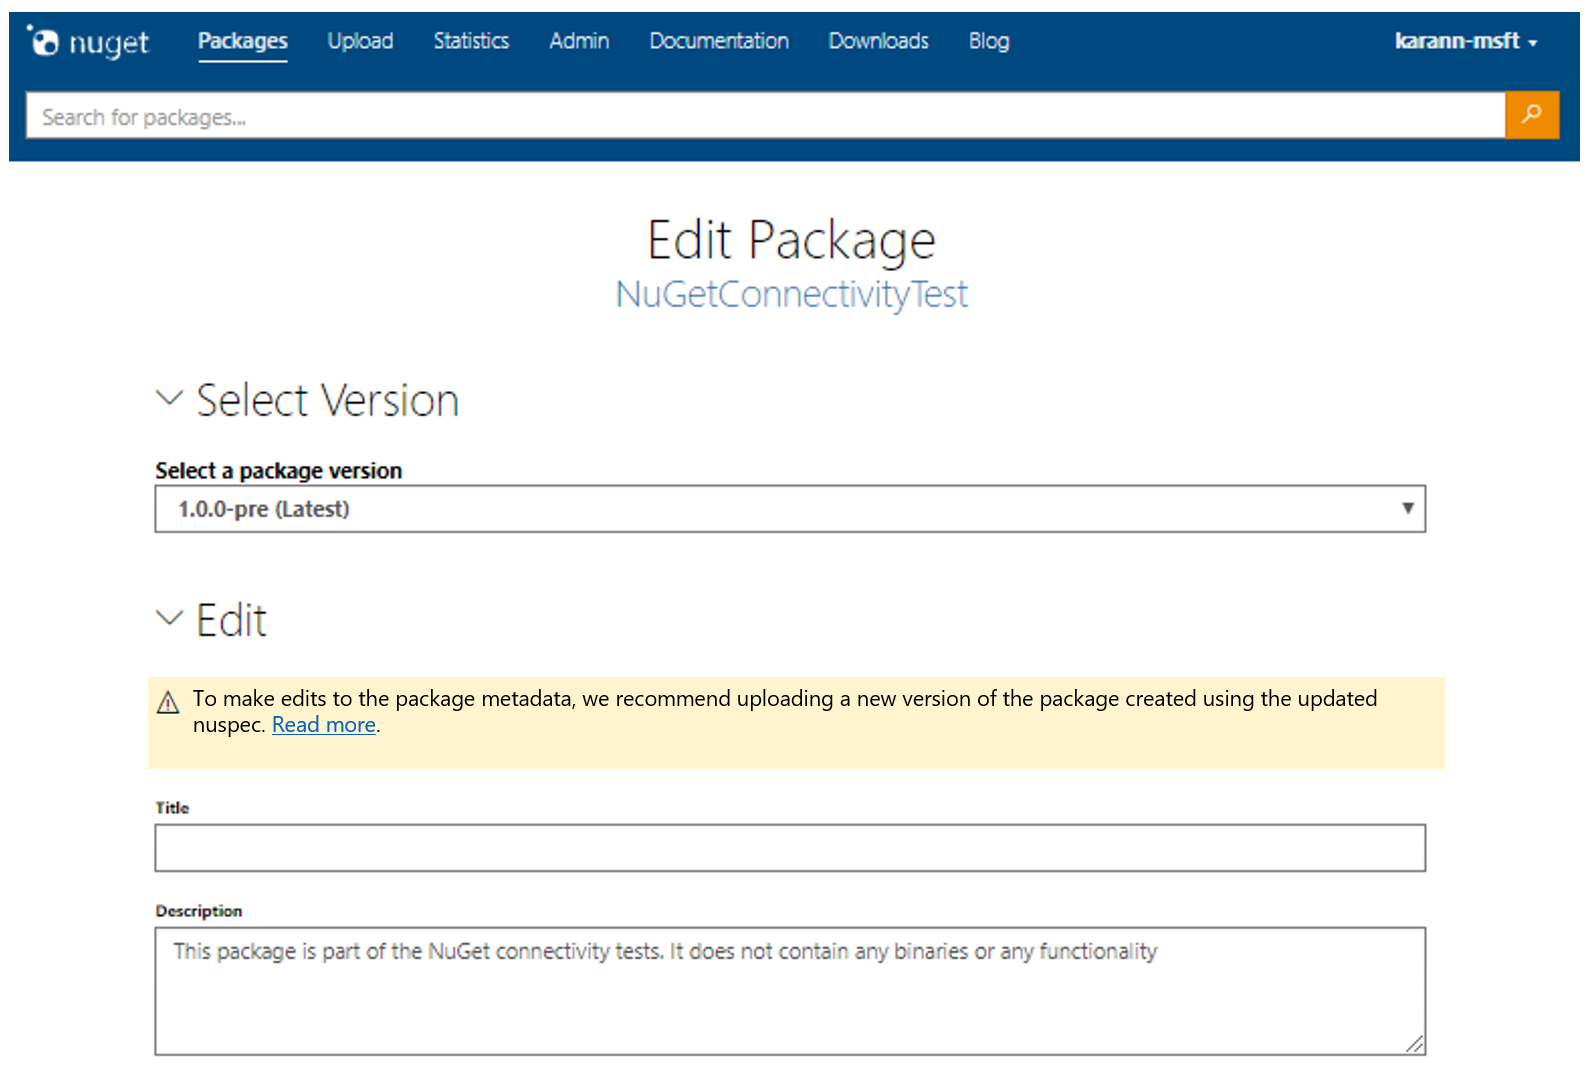 nuget Packages Upload Statistics Admin Documentation Downloads Blog karann-msft
Search for packages...
Edit Package
NuGetConnectivityTest
Select Version
Select a package version
1.0.0-pre (Latest)
Edit
To make edits to the package metadata, we recommend uploading a new version of the package created using the updated
nuspec. Read more.
Title
Description
This package is part of the NuGet connectivity tests. It does not contain any binaries or any functionality